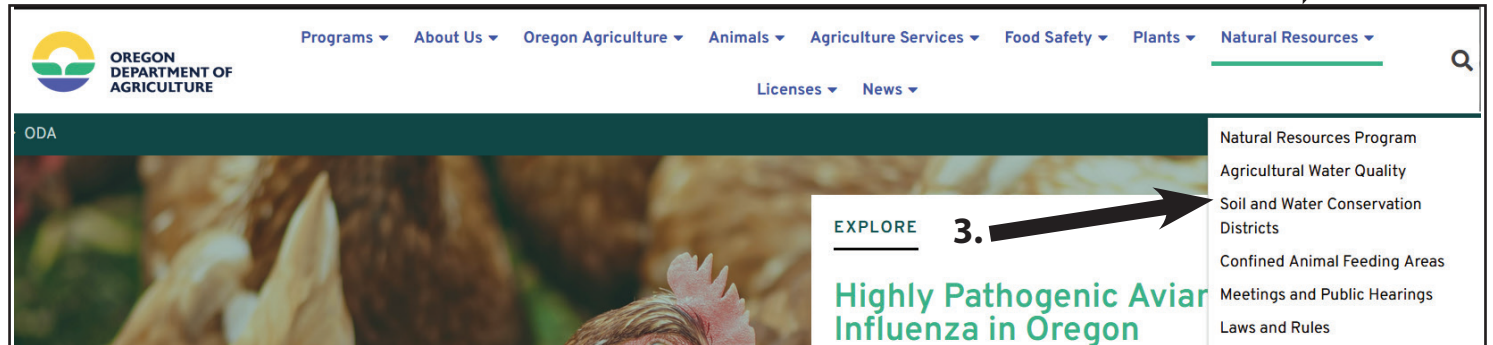 OREGON
DEPARTMENT OF
AGRICULTURE
Programs About Us Oregon Agriculture Animals Agriculture Services Food Safety Plants Natural Resources
Licenses News
ODA
Natural Resources Program
Agricultural Water Quality
Soil and Water Conservation
Districts
Confined Animal Feeding Areas
Meetings and Public Hearings
Laws and Rules
EXPLORE
3.
Highly Pathogenic Avian
Influenza in Oregon